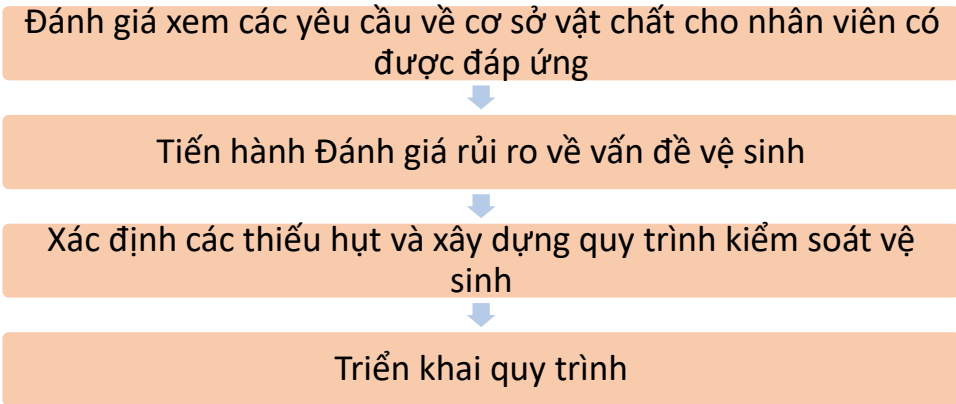 Đánh giá xem các yêu cầu về cơ sở vật chất cho nhân viên có
được đáp ứng
Tiến hành Đánh giá rủi ro về vấn đề vệ sinh
Xác định các thiếu hụt và xây dựng quy trình kiểm soát vệ
sinh
Triển khai quy trình